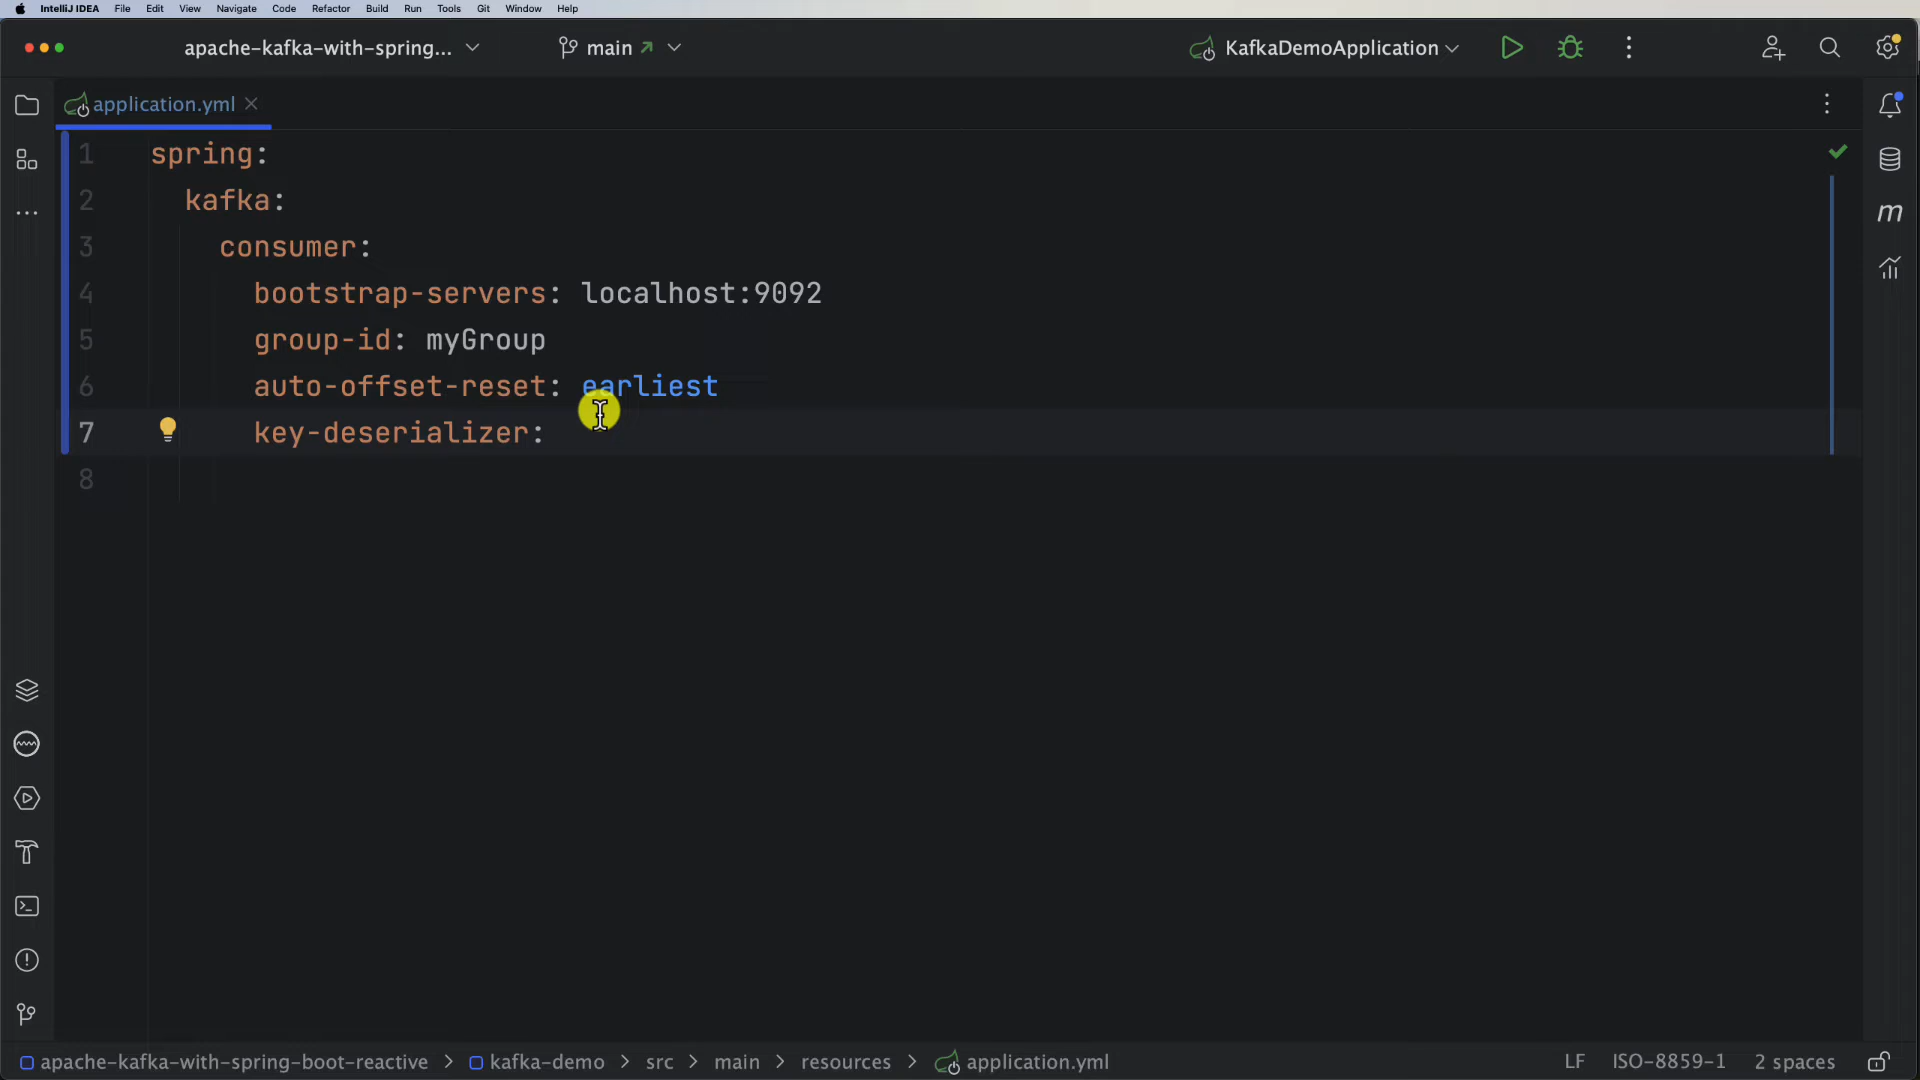 IntelliJ IDEA File Edit View Navigate Code Refactor Build Run Tools Git Window Help
apache-kafka-with-spring... main KafkaDemoApplication
application.yml
1 spring:
2 kafka:
3 consumer:
4 bootstrap-servers: localhost:9092
5 group-id: myGroup
6 auto-offset-reset: earliest
7 key-deserializer:
8
m
apache-kafka-with-spring-boot-reactive > kafka-demo > src > main > resources > application.yml LF ISO-8859-1 2 spaces